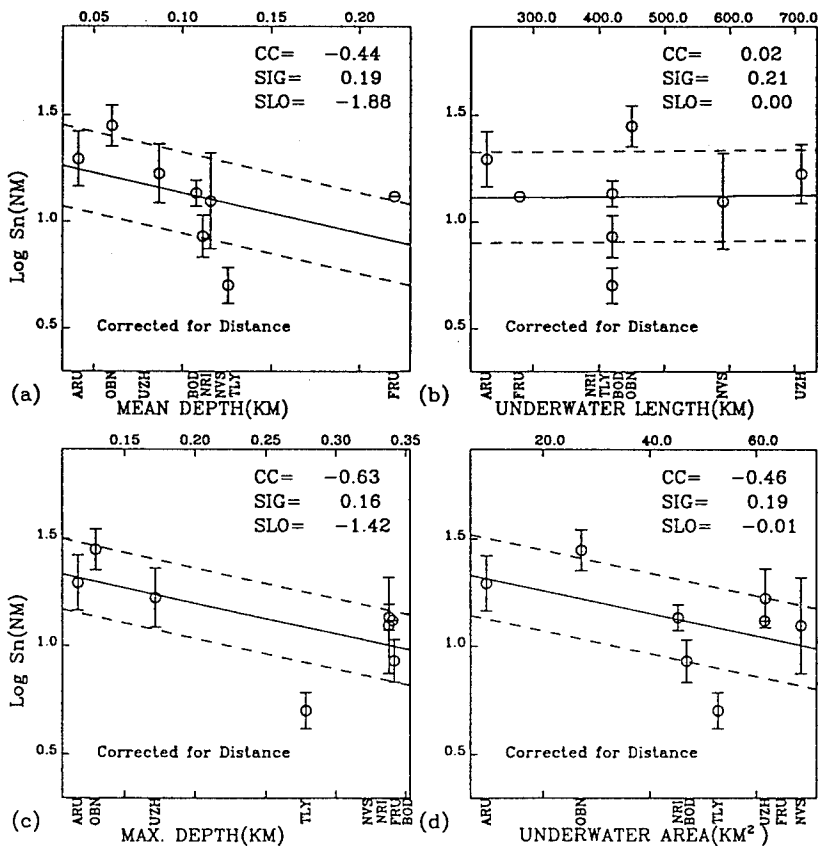 0.05 0.10 0.15 0.20
CC= -0.44
SIG= 0.19
SLO= -1.88
1.5
1.0
0.5
Log Sn(NM)
Corrected for Distance
ARU OBN UZH BOD NRI NVS TLY FRU
(a) MEAN DEPTH(KM)
200.0 300.0 400.0 500.0 600.0 700.0
CC= 0.02
SIG= 0.21
SLO= 0.00
1.5
1.0
0.5
Corrected for Distance
ARU FRU NRI TLY BOD OBN NVS UZH
(b) UNDERWATER LENGTH(KM)
0.15 0.20 0.25 0.30 0.35
CC= -0.63
SIG= 0.16
SLO= -1.42
1.5
1.0
0.5
Log Sn(NM)
Corrected for Distance
ARU OBN UZH TLY NVS NRI FRU BOD
(c) MAX. DEPTH(KM)
20.0 40.0 60.0
CC= -0.46
SIG= 0.19
SLO= -0.01
1.5
1.0
0.5
Corrected for Distance
ARU OBN NRI BOD TLY UZH FRU NVS
(d) UNDERWATER AREA(KM²)